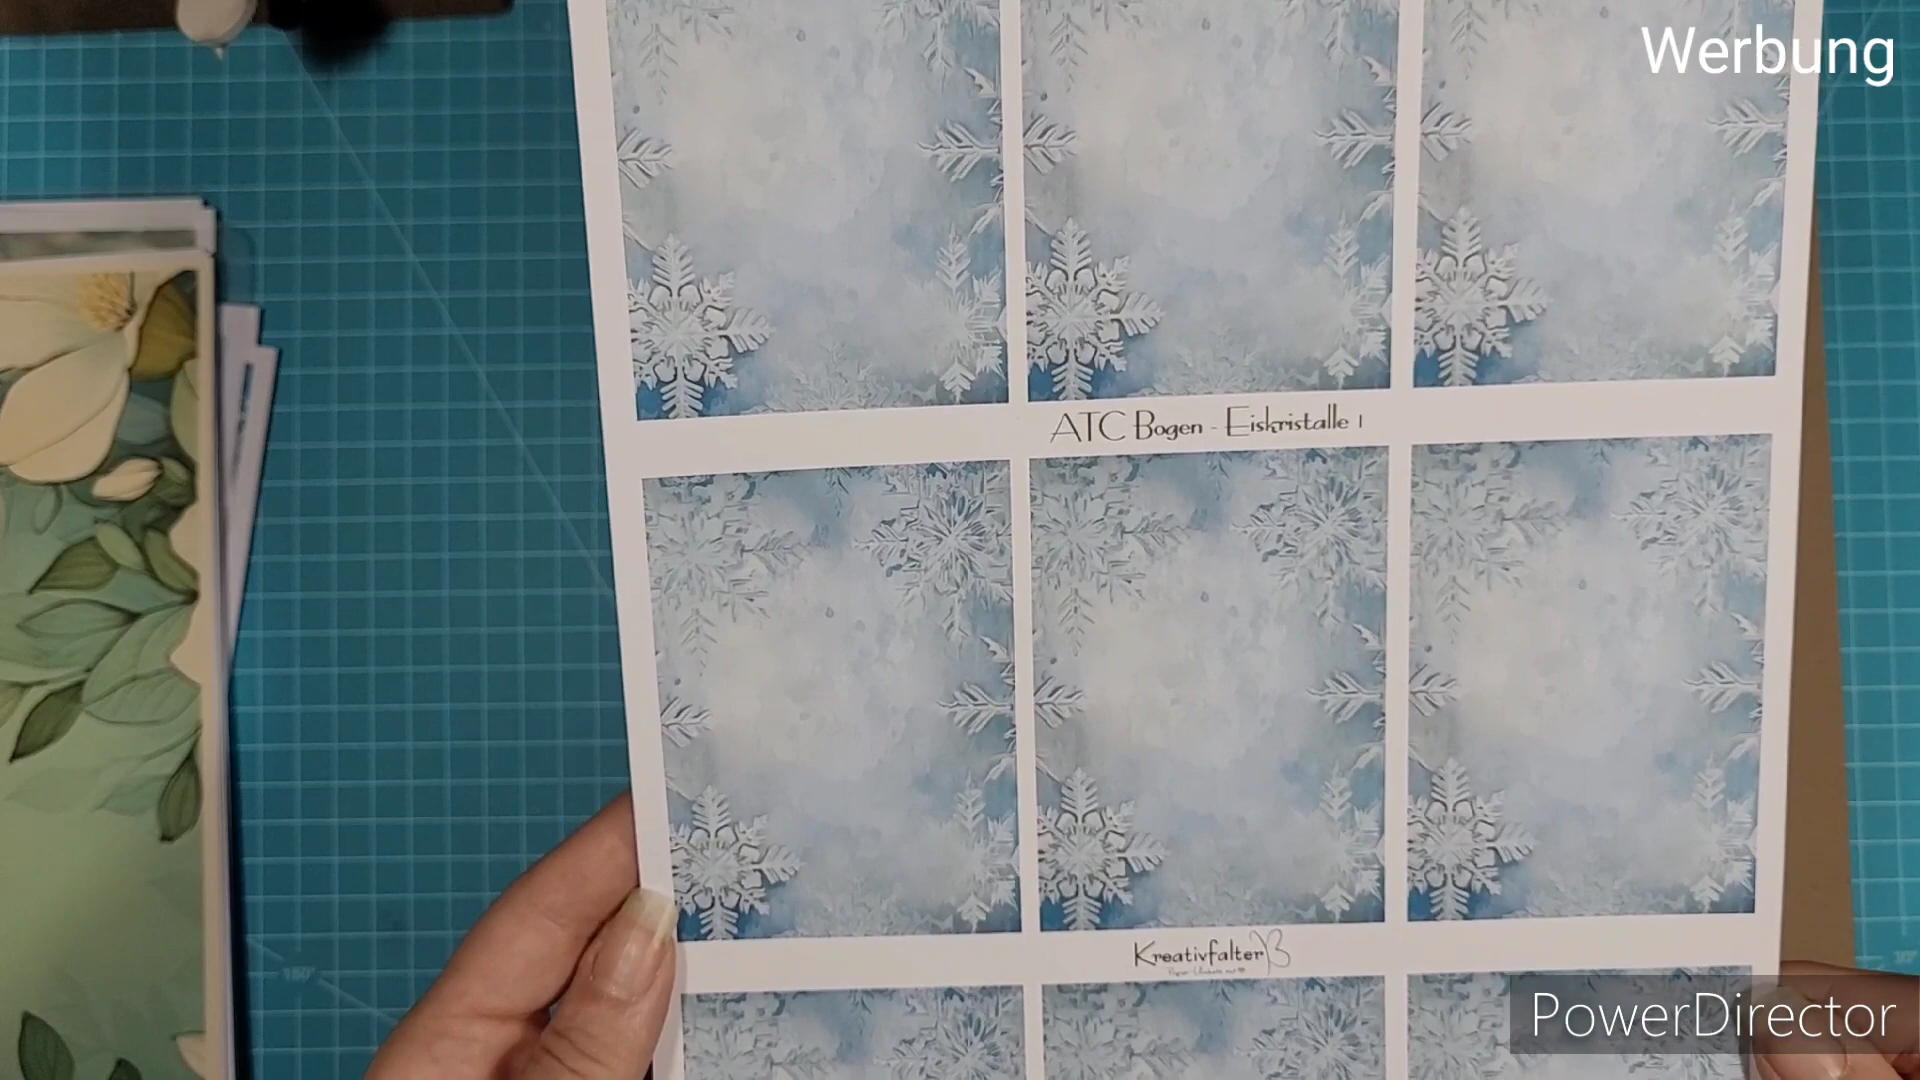 Werbung
ATC Bogen - Eiskristalle 1
Kreativfalter
PowerDirector